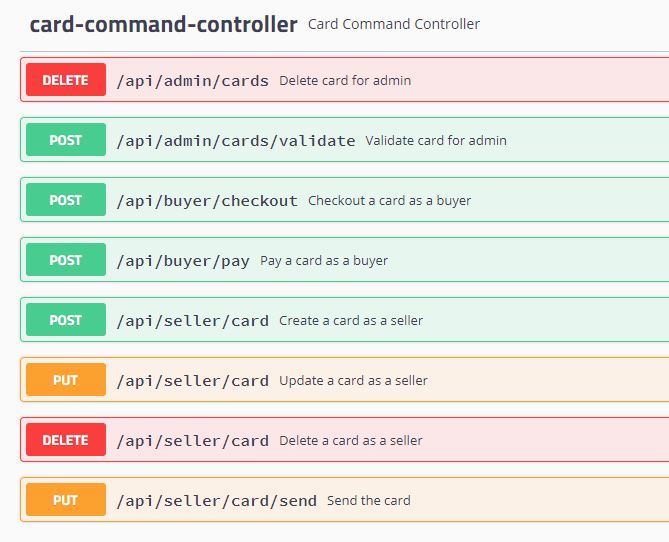 card-command-controller Card Command Controller
DELETE /api/admin/cards Delete card for admin
POST /api/admin/cards/validate Validate card for admin
POST /api/buyer/checkout Checkout a card as a buyer
POST /api/buyer/pay Pay a card as a buyer
POST /api/seller/card Create a card as a seller
PUT /api/seller/card Update a card as a seller
DELETE /api/seller/card Delete a card as a seller
PUT /api/seller/card/send Send the card